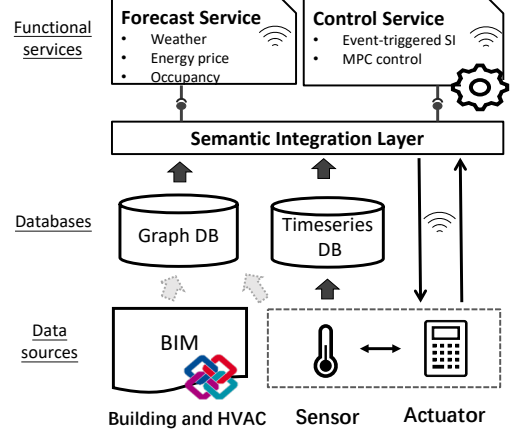 Functional
services
Forecast Service
• Weather
• Energy price
• Occupancy
Control Service
• Event-triggered SI
• MPC control
Semantic Integration Layer
Databases
Graph DB
Timeseries
DB
Data
sources
BIM
Building and HVAC
Sensor
Actuator